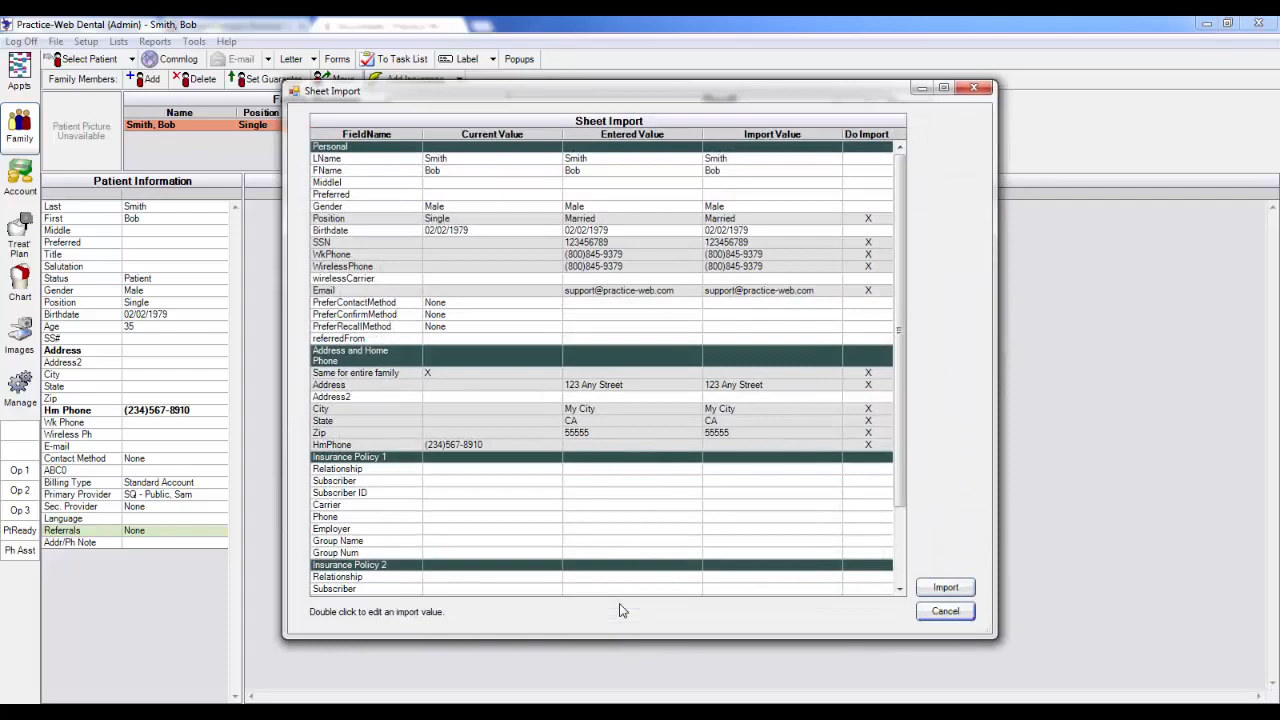 Practice-Web Dental {Admin} - Smith, Bob
Log Off File Setup Lists Reports Tools Help
Select Patient Commlog E-mail Letter Forms To Task List Label Popups
Family Members: Add Delete Set Guarantor Move Add Insurance
Appts
Family
Account
Treat' Plan
Chart
Images
Manage
Op 1
Op 2
Op 3
PtReady
Ph Asst
Patient Picture
Unavailable
Name Position
Smith, Bob Single
Patient Information
Last Smith
First Bob
Middle
Preferred
Title
Salutation
Status Patient
Gender Male
Position Single
Birthdate 02/02/1979
Age 35
SS#
Address
Address2
City
State
Zip
Hm Phone (234)567-8910
Wk Phone
Wireless Ph
E-mail
Contact Method None
ABC0
Billing Type Standard Account
Primary Provider SQ - Public, Sam
Sec. Provider None
Language
Referrals None
Addr/Ph Note
Sheet Import
Sheet Import
FieldName Current Value Entered Value Import Value Do Import
Personal
LName Smith Smith Smith
FName Bob Bob Bob
MiddleI
Preferred
Gender Male Male Male
Position Single Married Married X
Birthdate 02/02/1979 02/02/1979 02/02/1979
SSN 123456789 123456789 X
WkPhone (800)845-9379 (800)845-9379 X
WirelessPhone (800)845-9379 (800)845-9379 X
wirelessCarrier
Email support@practice-web.com support@practice-web.com X
PreferContactMethod None
PreferConfirmMethod None
PreferRecallMethod None
referredFrom
Address and Home
Phone
Same for entire family X X
Address 123 Any Street 123 Any Street X
Address2
City My City My City X
State CA CA X
Zip 55555 55555 X
HmPhone (234)567-8910 X
Insurance Policy 1
Relationship
Subscriber
Subscriber ID
Carrier
Phone
Employer
Group Name
Group Num
Insurance Policy 2
Relationship
Subscriber
Double click to edit an import value.
Import
Cancel